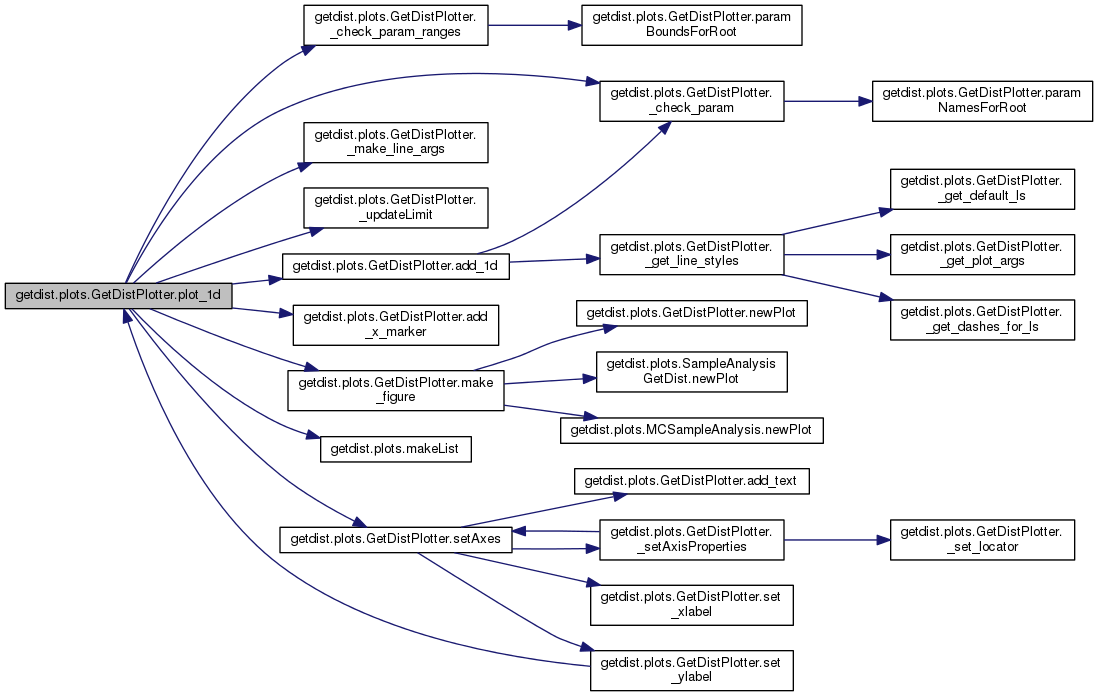 getdist.plots.GetDistPlotter.
_check_param_ranges
getdist.plots.GetDistPlotter.param
BoundsForRoot
getdist.plots.GetDistPlotter.
_check_param
getdist.plots.GetDistPlotter.param
NamesForRoot
getdist.plots.GetDistPlotter.
_make_line_args
getdist.plots.GetDistPlotter.
_updateLimit
getdist.plots.GetDistPlotter.
_get_default_ls
getdist.plots.GetDistPlotter.add_1d
getdist.plots.GetDistPlotter.
_get_line_styles
getdist.plots.GetDistPlotter.
_get_plot_args
getdist.plots.GetDistPlotter.plot_1d
getdist.plots.GetDistPlotter.add
_x_marker
getdist.plots.GetDistPlotter.newPlot
getdist.plots.GetDistPlotter.
_get_dashes_for_ls
getdist.plots.GetDistPlotter.make
_figure
getdist.plots.SampleAnalysis
GetDist.newPlot
getdist.plots.MCSampleAnalysis.newPlot
getdist.plots.makeList
getdist.plots.GetDistPlotter.add_text
getdist.plots.GetDistPlotter.setAxes
getdist.plots.GetDistPlotter.
_setAxisProperties
getdist.plots.GetDistPlotter.
_set_locator
getdist.plots.GetDistPlotter.set
_xlabel
getdist.plots.GetDistPlotter.set
_ylabel